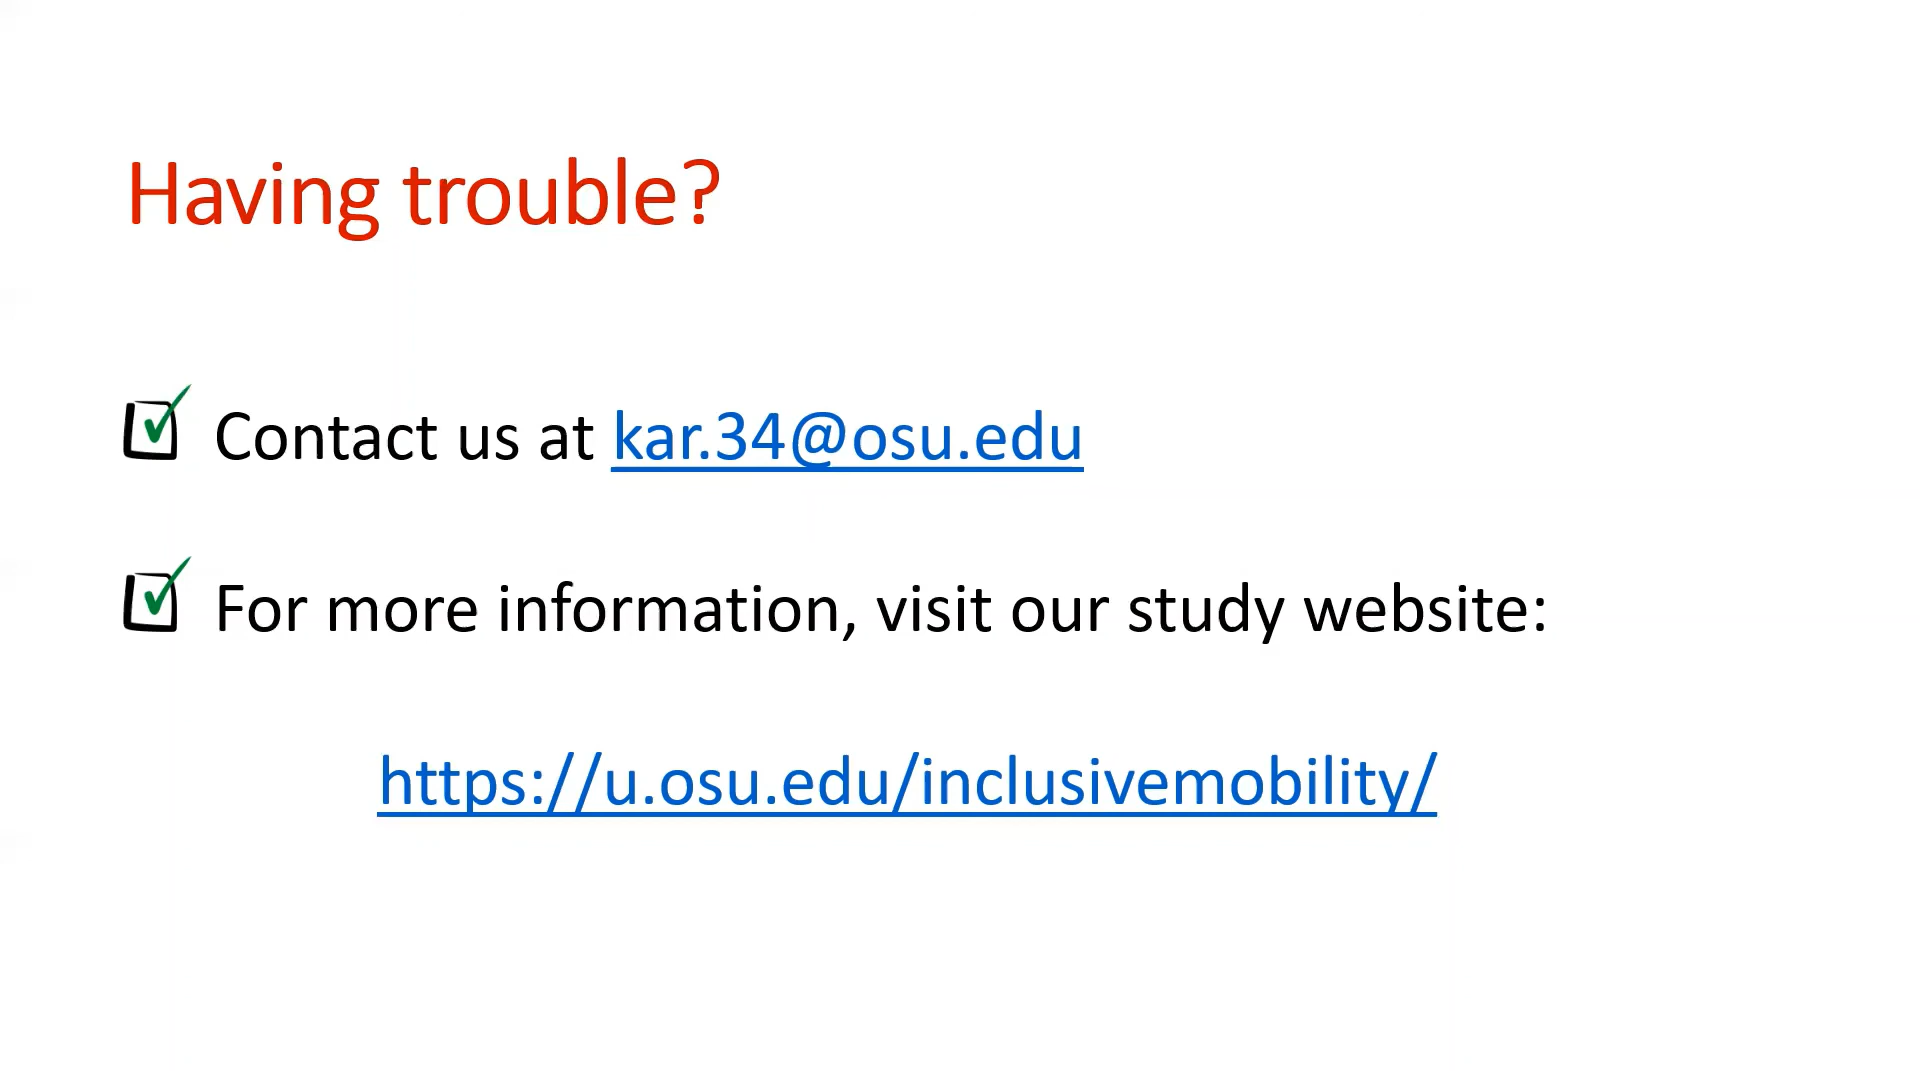 Having trouble?
Contact us at kar.34@osu.edu
For more information, visit our study website:
https://u.osu.edu/inclusivemobility/